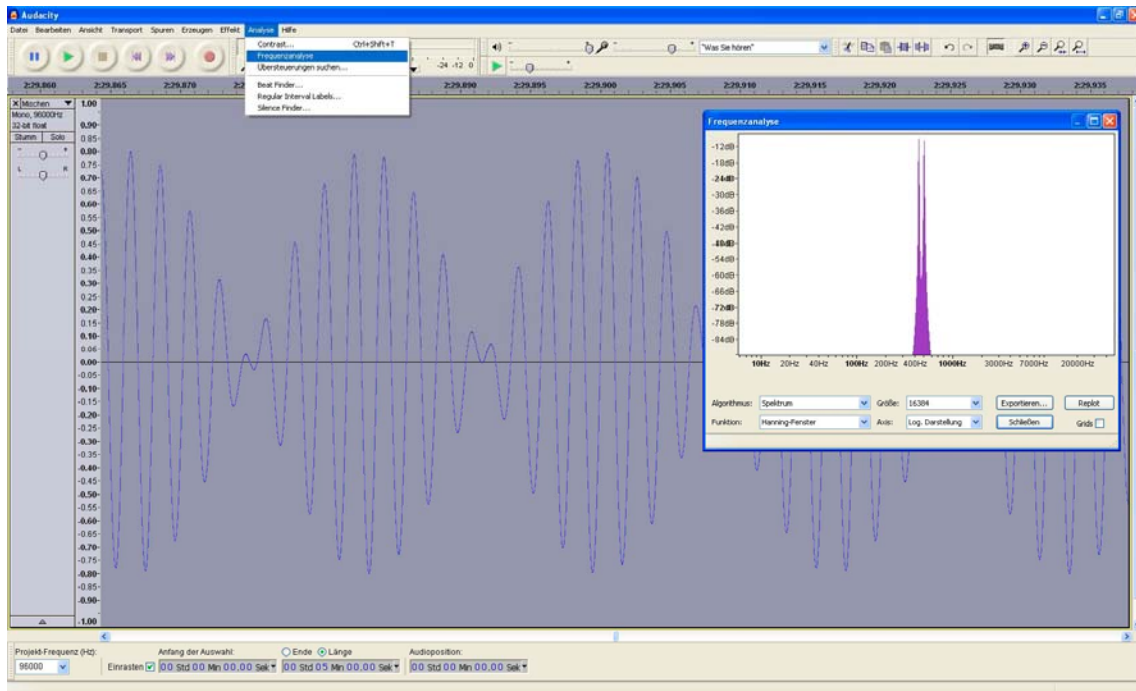 Audacity
Datei Bearbeiten Ansicht Transport Spuren Erzeugen Effekt Analyse Hilfe
Contrast... Ctrl+Shift+T
Frequenzanalyse
Übersteuerungen suchen...
Beat Finder...
Regular Interval Labels...
Silence Finder...
-24 -12 0
"Was Sie hören"
2:29.860 2:29.865 2:29.870 2:29.890 2:29.895 2:29.900 2:29.905 2:29.910 2:29.915 2:29.920 2:29.925 2:29.930 2:29.935
X Mischen
Mono, 96000Hz
32-bit float
Stumm Solo
- +
L R
1.00
0.90
0.85
0.80
0.75
0.70
0.65
0.60
0.55
0.50
0.45
0.40
0.35
0.30
0.25
0.20
0.15
0.10
0.06
0.00
-0.05
-0.10
-0.15
-0.20
-0.25
-0.30
-0.35
-0.40
-0.45
-0.50
-0.55
-0.60
-0.65
-0.70
-0.75
-0.80
-0.85
-0.90
-1.00
Frequenzanalyse
-12dB
-18dB
-24dB
-30dB
-36dB
-42dB
-48dB
-54dB
-60dB
-66dB
-72dB
-78dB
-84dB
10Hz 20Hz 40Hz 100Hz 200Hz 400Hz 1000Hz 3000Hz 7000Hz 20000Hz
Algorithmus: Spektrum Größe: 16384 Exportieren... Replot
Funktion: Hanning-Fenster Axis: Log. Darstellung Schließen Grids
Projekt-Frequenz (Hz): Anfang der Auswahl: Ende Länge Audioposition:
96000 Einrasten 00 Std 00 Min 00.00 Sek 00 Std 05 Min 00.00 Sek 00 Std 00 Min 00.00 Sek